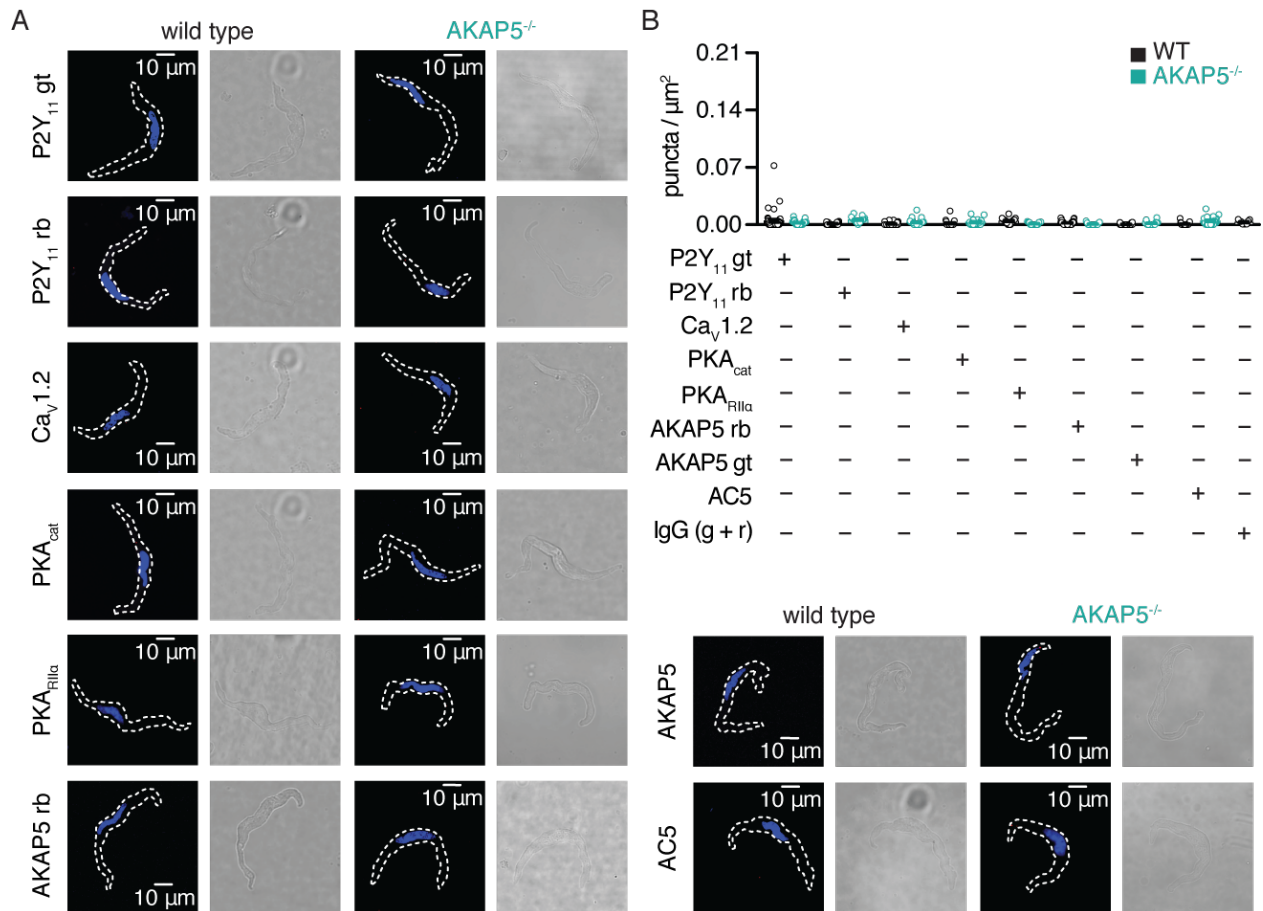 A
wild type AKAP5-/-
P2Y11 gt 10 µm 10 µm
P2Y11 rb 10 µm 10 µm
CaV1.2 10 µm 10 µm
PKAcat 10 µm 10 µm
PKARIIα 10 µm 10 µm
AKAP5 rb 10 µm 10 µm
B
WT
AKAP5-/-
puncta / µm2
0.21
0.14
0.07
0.00
P2Y11 gt + – – – – – – – –
P2Y11 rb – + – – – – – – –
CaV1.2 – – + – – – – – –
PKAcat – – – + – – – – –
PKARIIα – – – – + – – – –
AKAP5 rb – – – – – + – – –
AKAP5 gt – – – – – – + – –
AC5 – – – – – – – + –
IgG (g + r) – – – – – – – – +
wild type AKAP5-/-
AKAP5 10 µm 10 µm
AC5 10 µm 10 µm